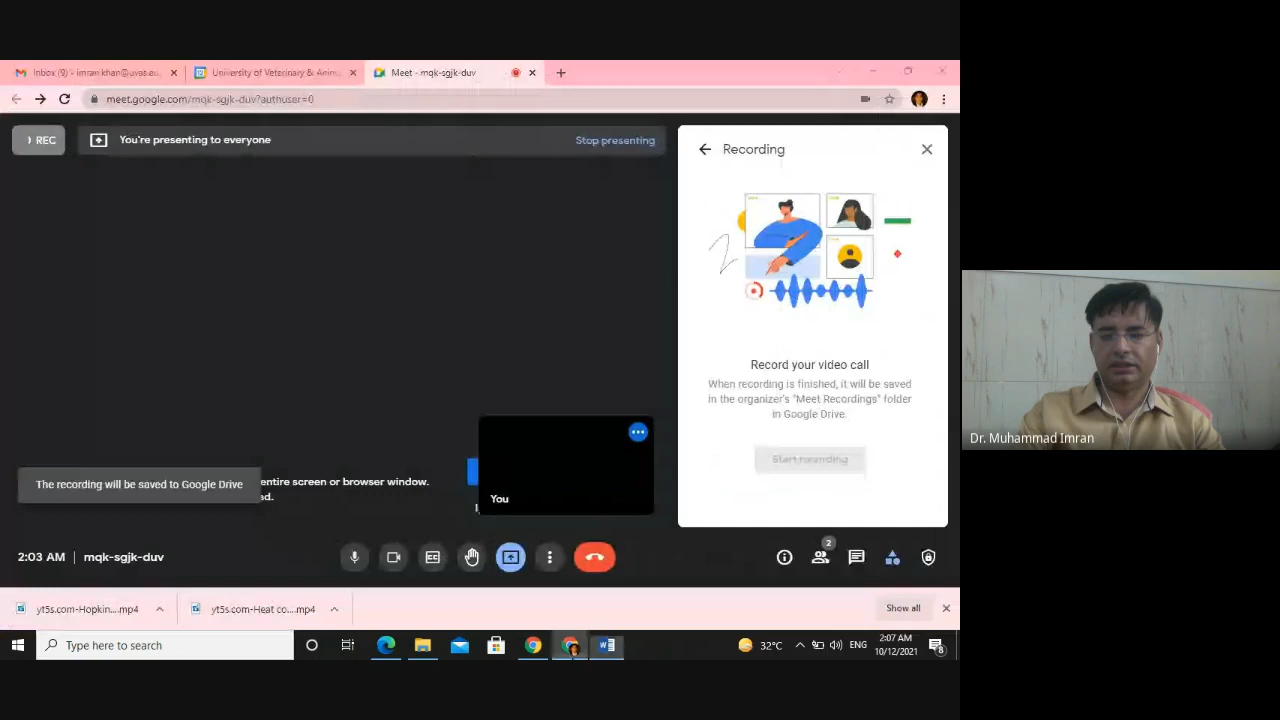 Inbox (9) - imran.khan@uvas.edu.
University of Veterinary & Anim
Meet - mqk-sgjk-duv
meet.google.com/mqk-sgjk-duv?authuser=0
REC
You're presenting to everyone
Stop presenting
Recording
Record your video call
When recording is finished, it will be saved
in the organizer's "Meet Recordings" folder
in Google Drive.
Start recording
The recording will be saved to Google Drive
entire screen or browser window.
You
2:03 AM | mqk-sgjk-duv
2
yt5s.com-Hopkin....mp4
yt5s.com-Heat co....mp4
Show all
Type here to search
32°C
ENG
2:07 AM
10/12/2021
8
Dr. Muhammad Imran